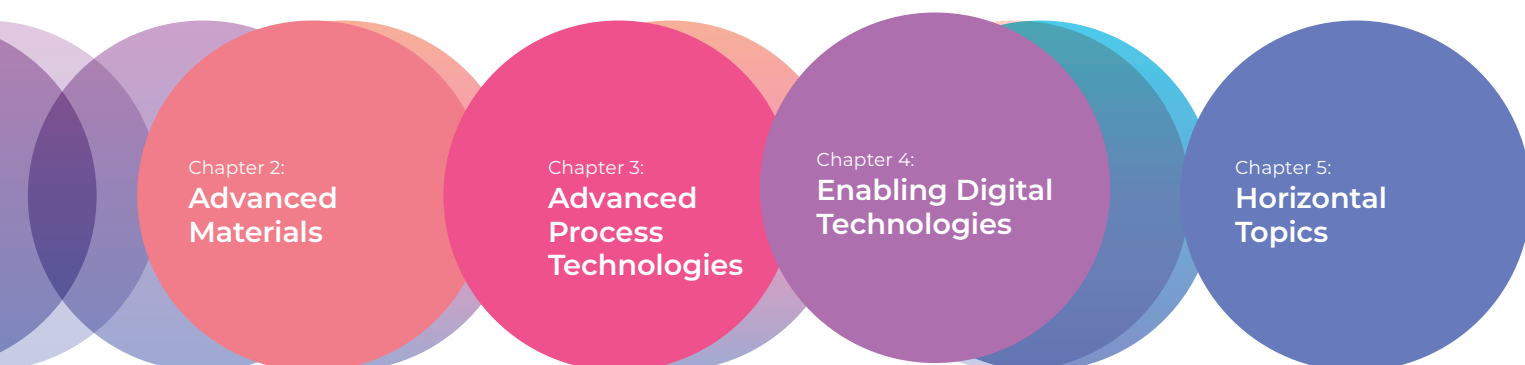 Chapter 2:
Advanced
Materials
Chapter 3:
Advanced
Process
Technologies
Chapter 4:
Enabling Digital
Technologies
Chapter 5:
Horizontal
Topics